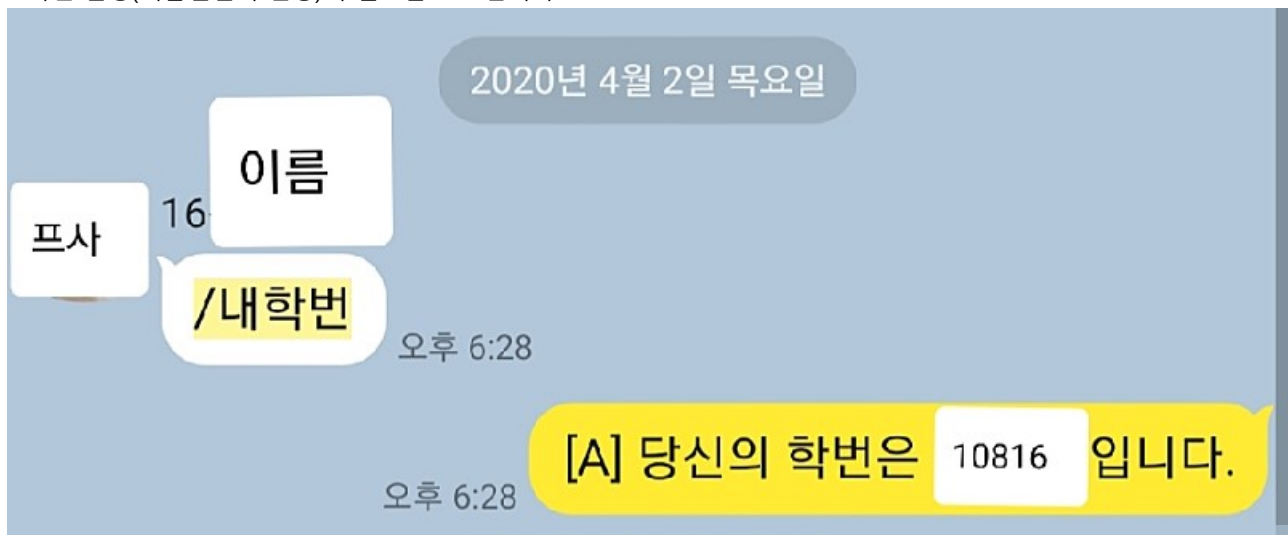 2020년 4월 2일 목요일
이름
프사
16
/내학번
오후 6:28
[A] 당신의 학번은 10816 입니다.
오후 6:28